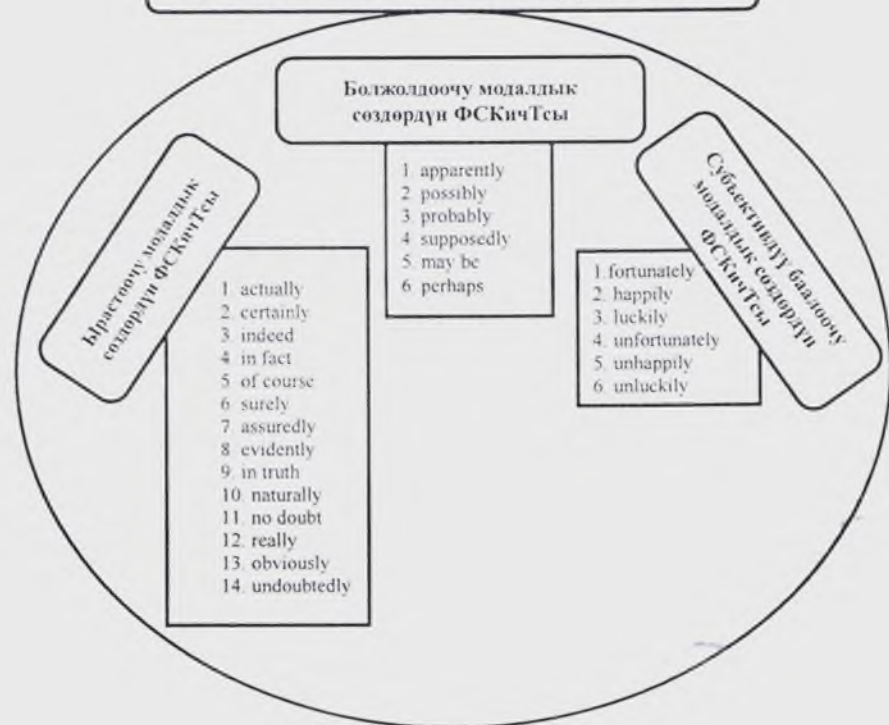 Болжолдоочу модалдык
сөздөрдүн ФСКичТсы
1. apparently
2. possibly
3. probably
4. supposedly
5. may be
6. perhaps
Ырастоочу модалдык
сөздөрдүн ФСКичТсы
1. actually
2. certainly
3. indeed
4. in fact
5. of course
6. surely
7. assuredly
8. evidently
9. in truth
10. naturally
11. no doubt
12. really
13. obviously
14. undoubtedly
Субъективдүү баалоочу
модалдык сөздөрдүн
ФСКичТсы
1. fortunately
2. happily
3. luckily
4. unfortunately
5. unhappily
6. unluckily